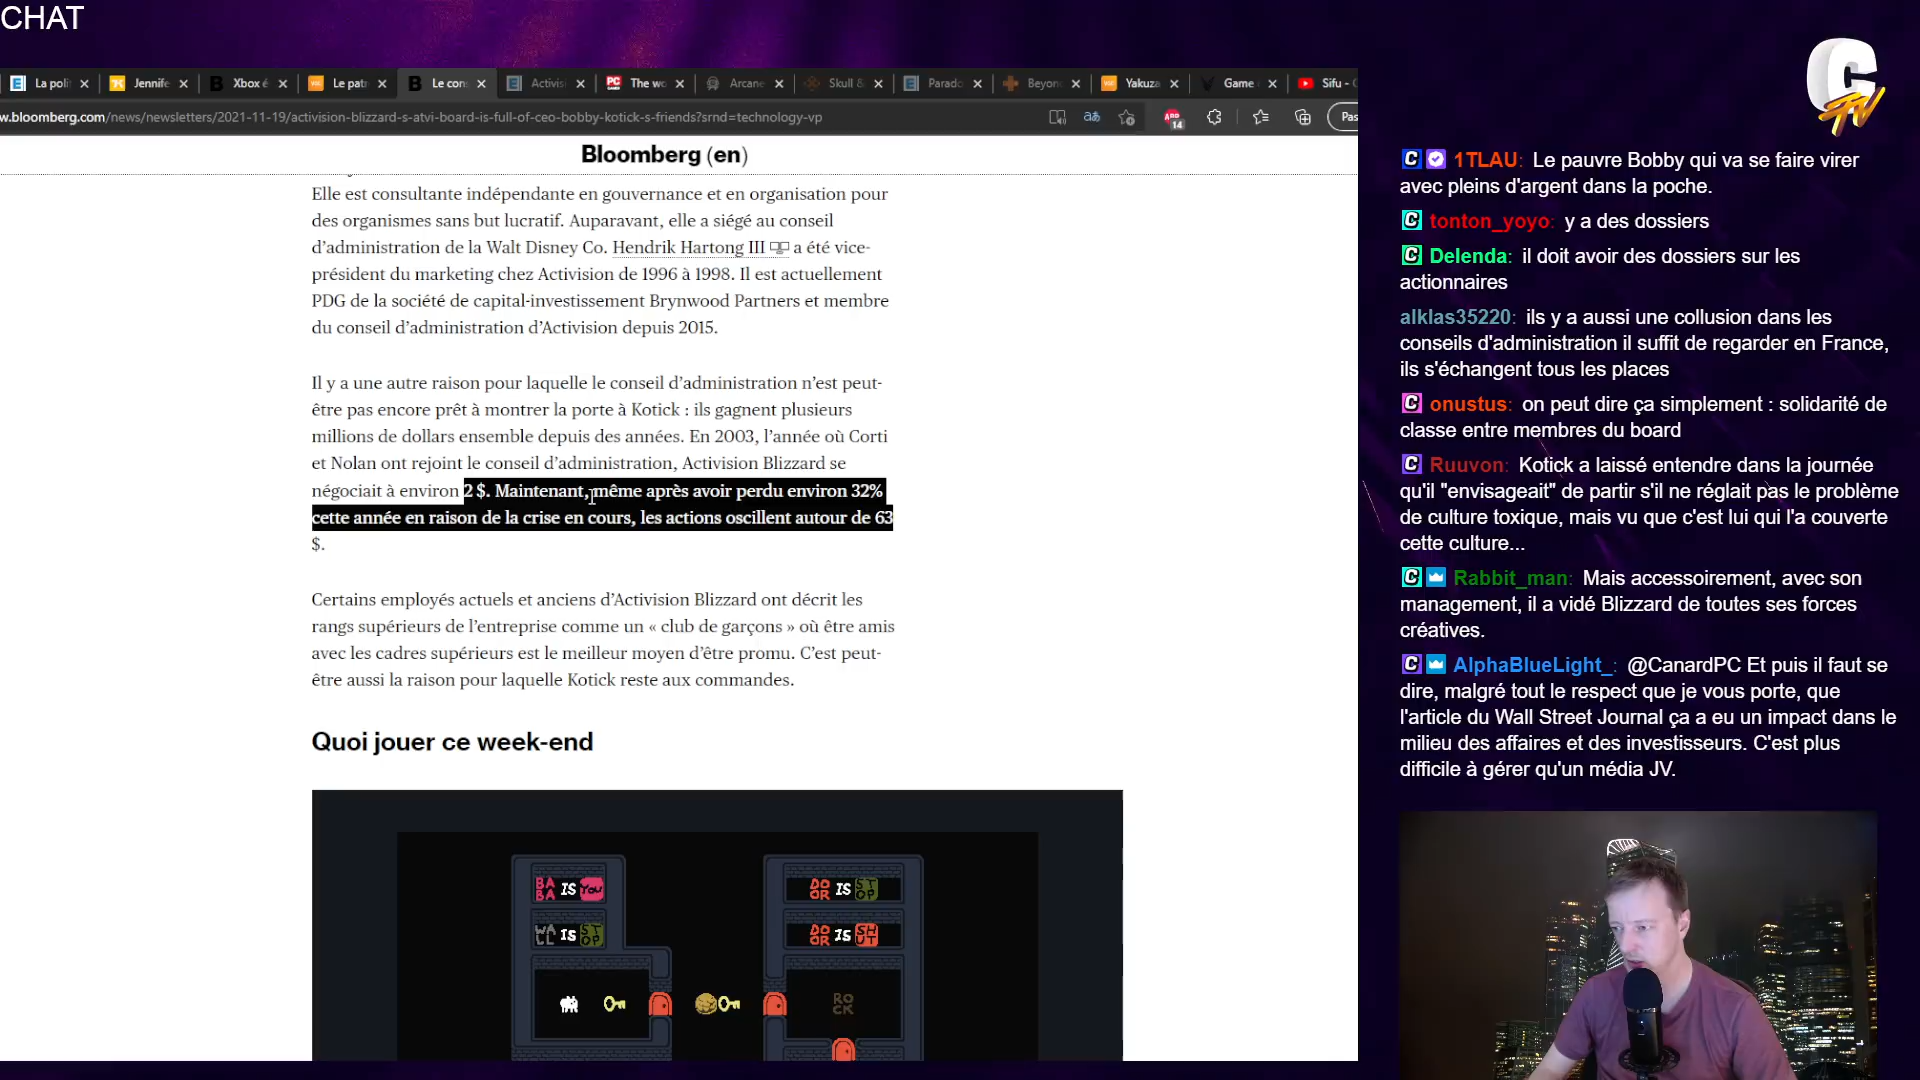 CHAT
La poli
Jennife
Xbox é
Le patr
Le cons
Activisi
The wo
Arcane
Skull &
Parado
Beyon
Yakuza
Game
Sifu - C
w.bloomberg.com/news/newsletters/2021-11-19/activision-blizzard-s-atvi-board-is-full-of-ceo-bobby-kotick-s-friends?srnd=technology-vp
14
Pas
Bloomberg (en)
Elle est consultante indépendante en gouvernance et en organisation pour
des organismes sans but lucratif. Auparavant, elle a siégé au conseil
d’administration de la Walt Disney Co. Hendrik Hartong III a été vice-
président du marketing chez Activision de 1996 à 1998. Il est actuellement
PDG de la société de capital-investissement Brynwood Partners et membre
du conseil d’administration d’Activision depuis 2015.
Il y a une autre raison pour laquelle le conseil d’administration n’est peut-
être pas encore prêt à montrer la porte à Kotick : ils gagnent plusieurs
millions de dollars ensemble depuis des années. En 2003, l’année où Corti
et Nolan ont rejoint le conseil d’administration, Activision Blizzard se
négociait à environ 2 $. Maintenant, même après avoir perdu environ 32%
cette année en raison de la crise en cours, les actions oscillent autour de 63
$.
Certains employés actuels et anciens d’Activision Blizzard ont décrit les
rangs supérieurs de l’entreprise comme un « club de garçons » où être amis
avec les cadres supérieurs est le meilleur moyen d’être promu. C’est peut-
être aussi la raison pour laquelle Kotick reste aux commandes.
Quoi jouer ce week-end
BABA IS YOU
WALL IS STOP
DOOR IS STOP
DOOR IS SHUT
ROCK
C TV
1TLAU: Le pauvre Bobby qui va se faire virer
avec pleins d'argent dans la poche.
tonton_yoyo: y a des dossiers
Delenda: il doit avoir des dossiers sur les
actionnaires
alklas35220: ils y a aussi une collusion dans les
conseils d'administration il suffit de regarder en France,
ils s'échangent tous les places
onustus: on peut dire ça simplement : solidarité de
classe entre membres du board
Ruuvon: Kotick a laissé entendre dans la journée
qu'il "envisageait" de partir s'il ne réglait pas le problème
de culture toxique, mais vu que c'est lui qui l'a couverte
cette culture...
Rabbit_man: Mais accessoirement, avec son
management, il a vidé Blizzard de toutes ses forces
créatives.
AlphaBlueLight_: @CanardPC Et puis il faut se
dire, malgré tout le respect que je vous porte, que
l'article du Wall Street Journal ça a eu un impact dans le
milieu des affaires et des investisseurs. C'est plus
difficile à gérer qu'un média JV.